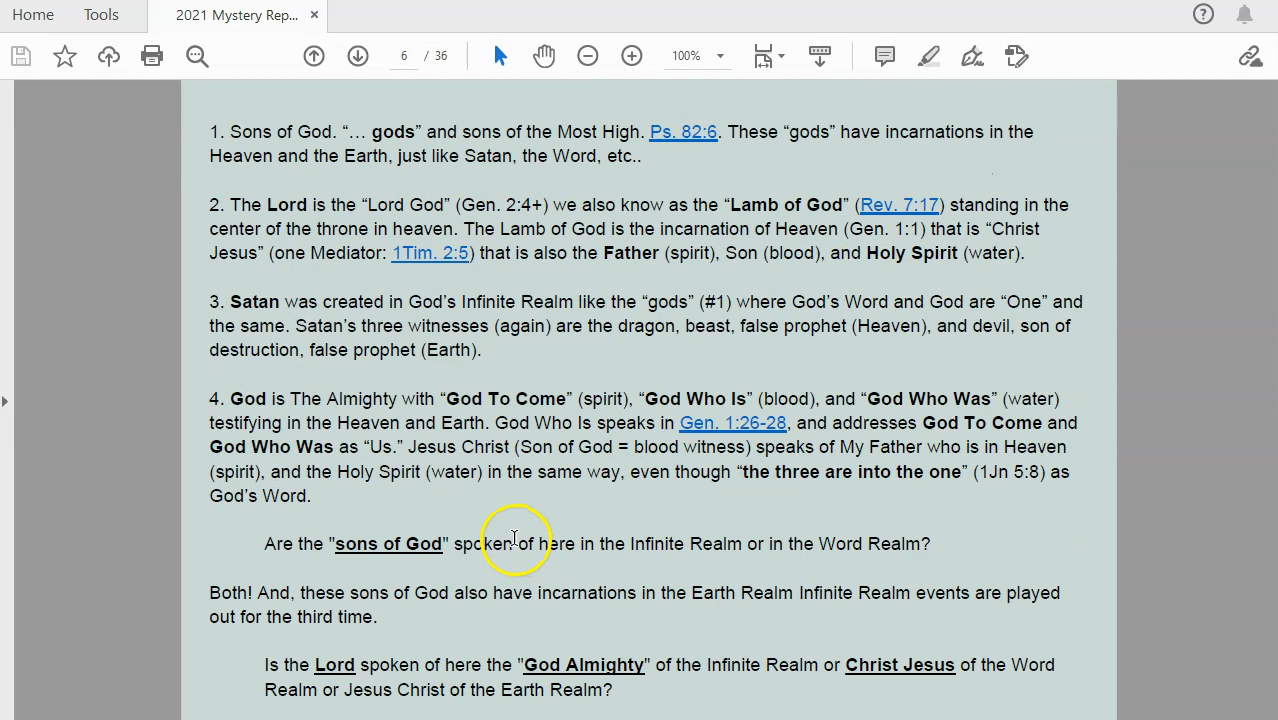 Home Tools 2021 Mystery Rep... ×
6 / 36 100%
1. Sons of God. “… gods” and sons of the Most High. Ps. 82:6. These “gods” have incarnations in the
Heaven and the Earth, just like Satan, the Word, etc..
2. The Lord is the “Lord God” (Gen. 2:4+) we also know as the “Lamb of God” (Rev. 7:17) standing in the
center of the throne in heaven. The Lamb of God is the incarnation of Heaven (Gen. 1:1) that is “Christ
Jesus” (one Mediator: 1Tim. 2:5) that is also the Father (spirit), Son (blood), and Holy Spirit (water).
3. Satan was created in God’s Infinite Realm like the “gods” (#1) where God’s Word and God are “One” and
the same. Satan’s three witnesses (again) are the dragon, beast, false prophet (Heaven), and devil, son of
destruction, false prophet (Earth).
4. God is The Almighty with “God To Come” (spirit), “God Who Is” (blood), and “God Who Was” (water)
testifying in the Heaven and Earth. God Who Is speaks in Gen. 1:26-28, and addresses God To Come and
God Who Was as “Us.” Jesus Christ (Son of God = blood witness) speaks of My Father who is in Heaven
(spirit), and the Holy Spirit (water) in the same way, even though “the three are into the one” (1Jn 5:8) as
God’s Word.
Are the "sons of God" spoken of here in the Infinite Realm or in the Word Realm?
Both! And, these sons of God also have incarnations in the Earth Realm Infinite Realm events are played
out for the third time.
Is the Lord spoken of here the "God Almighty" of the Infinite Realm or Christ Jesus of the Word
Realm or Jesus Christ of the Earth Realm?